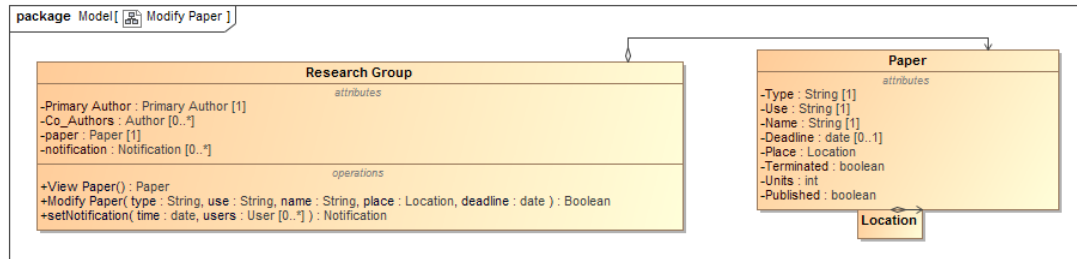 package Model[ Modify Paper ]
Research Group
attributes
-Primary Author : Primary Author [1]
-Co_Authors : Author [0..*]
-paper : Paper [1]
-notification : Notification [0..*]
operations
+View Paper() : Paper
+Modify Paper( type : String, use : String, name : String, place : Location, deadline : date ) : Boolean
+setNotification( time : date, users : User [0..*] ) : Notification
Paper
attributes
-Type : String [1]
-Use : String [1]
-Name : String [1]
-Deadline : date [0..1]
-Place : Location
-Terminated : boolean
-Units : int
-Published : boolean
Location